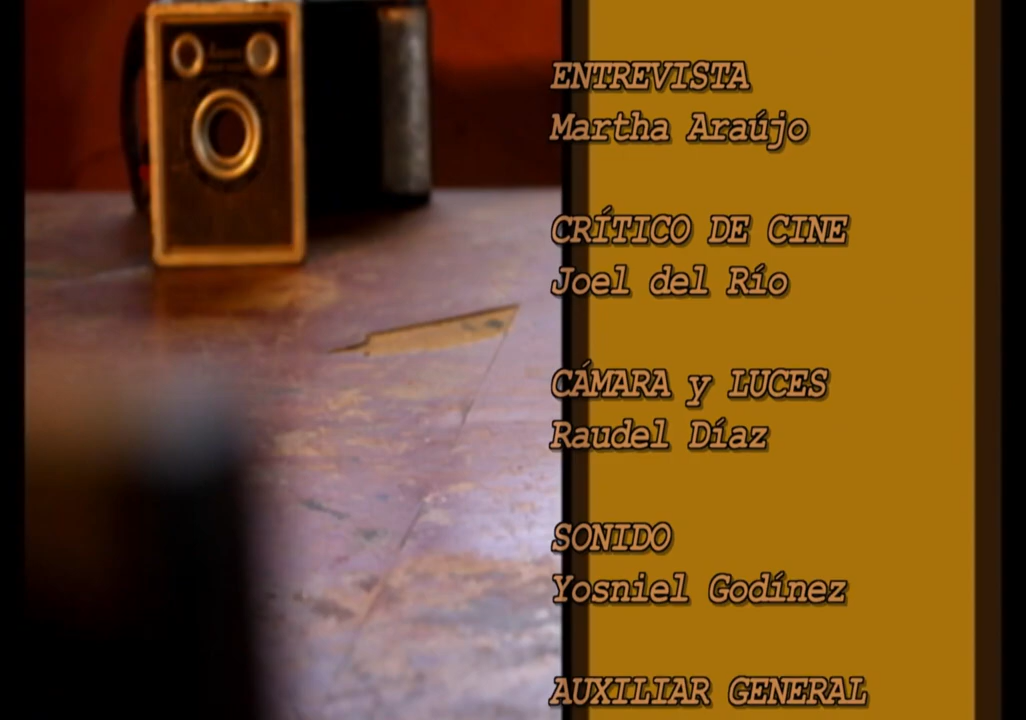 ENTREVISTA
Martha Araújo
CRÍTICO DE CINE
Joel del Río
CÁMARA y LUCES
Raudel Díaz
SONIDO
Yosniel Godínez
AUXILIAR GENERAL